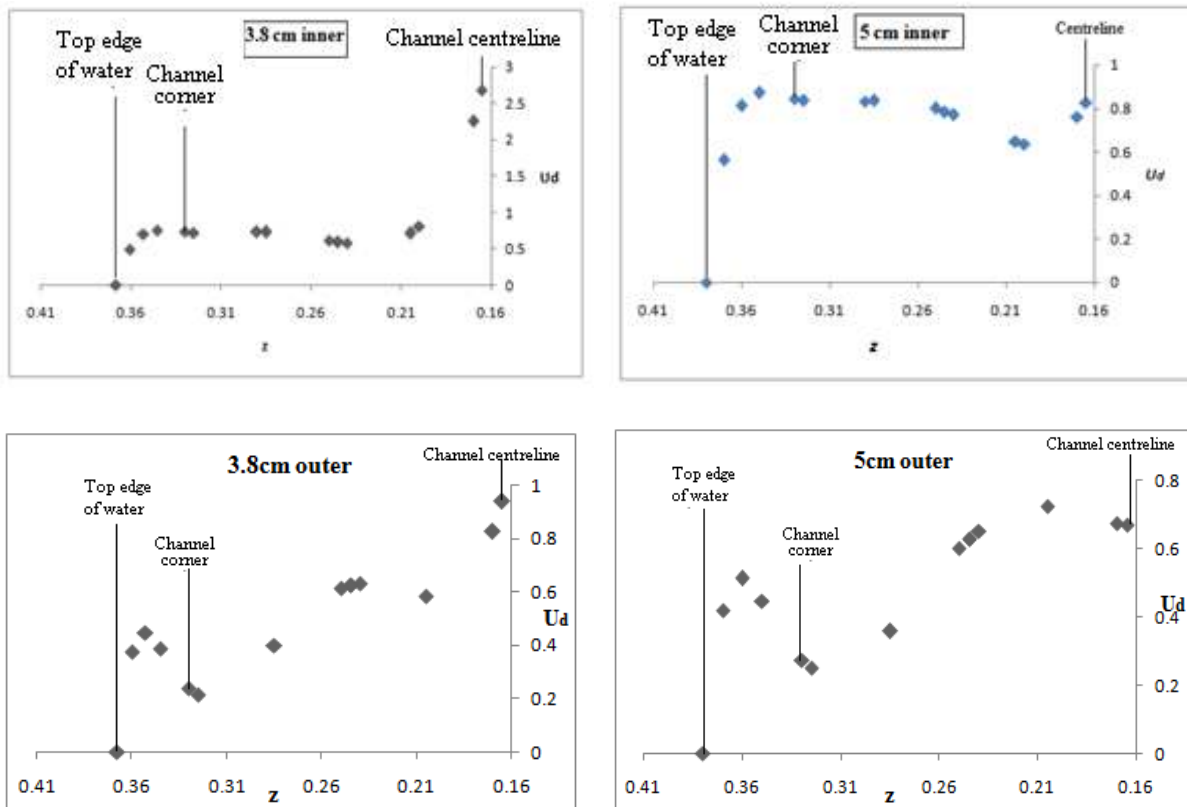 3.8 cm inner
Top edge
of water
Channel
corner
Channel centreline
3
2.5
2
1.5
1
0.5
0
Ud
0.41
0.36
0.31
0.26
0.21
0.16
z
5 cm inner
Top edge
of water
Channel
corner
Centreline
1
0.8
0.6
0.4
0.2
0
Ud
0.41
0.36
0.31
0.26
0.21
0.16
z
3.8cm outer
Top edge
of water
Channel
corner
Channel centreline
1
0.8
0.6
0.4
0.2
0
Ud
0.41
0.36
0.31
0.26
0.21
0.16
z
5cm outer
Top edge
of water
Channel
corner
Channel centreline
0.8
0.6
0.4
0.2
0
Ud
0.41
0.36
0.31
0.26
0.21
0.16
z